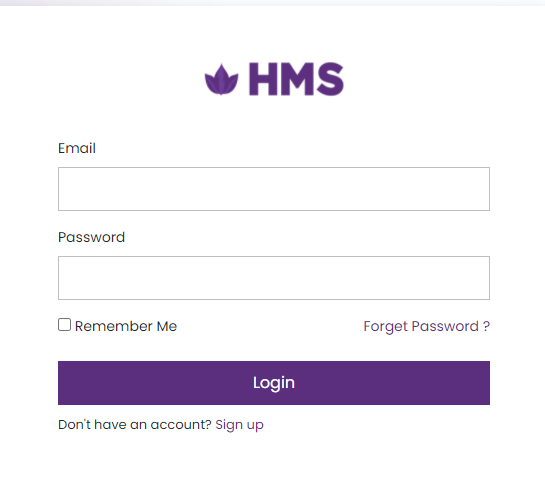 HMS
Email
Password
Remember Me Forget Password ?
Login
Don't have an account? Sign up